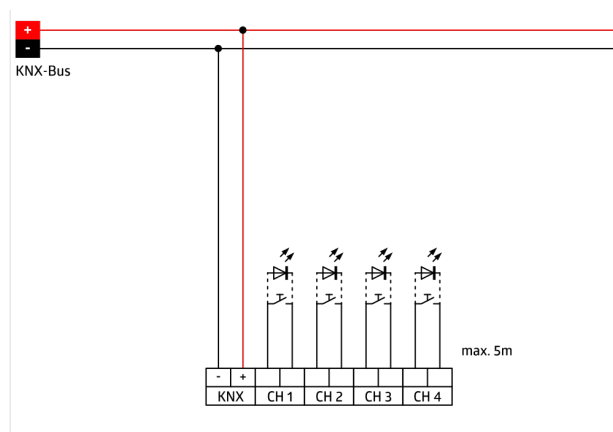 +
-
KNX-Bus
max. 5m
- +
KNX CH 1 CH 2 CH 3 CH 4